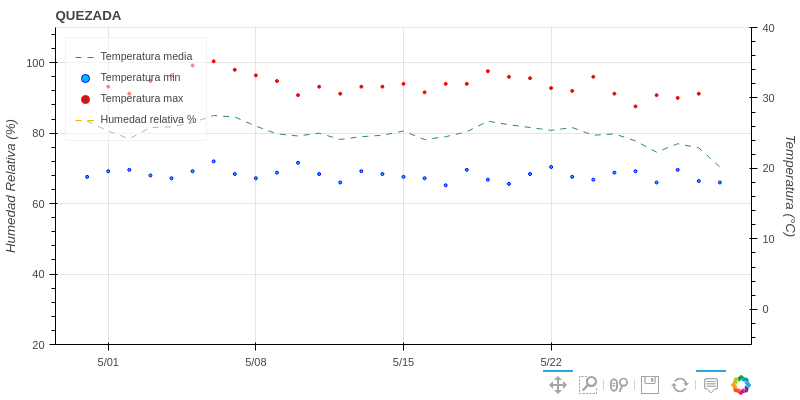 QUEZADA
Temperatura media
Temperatura min
Temperatura max
Humedad relativa %
Humedad Relativa (%)
100
80
60
40
20
Temperatura (°C)
40
30
20
10
0
5/01
5/08
5/15
5/22